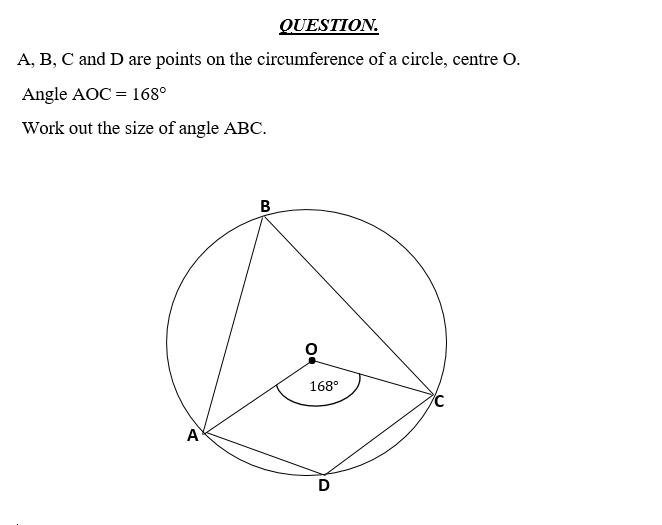 QUESTION.
A, B, C and D are points on the circumference of a circle, centre O.
Angle AOC = 168°
Work out the size of angle ABC.
B
O
168°
C
A
D